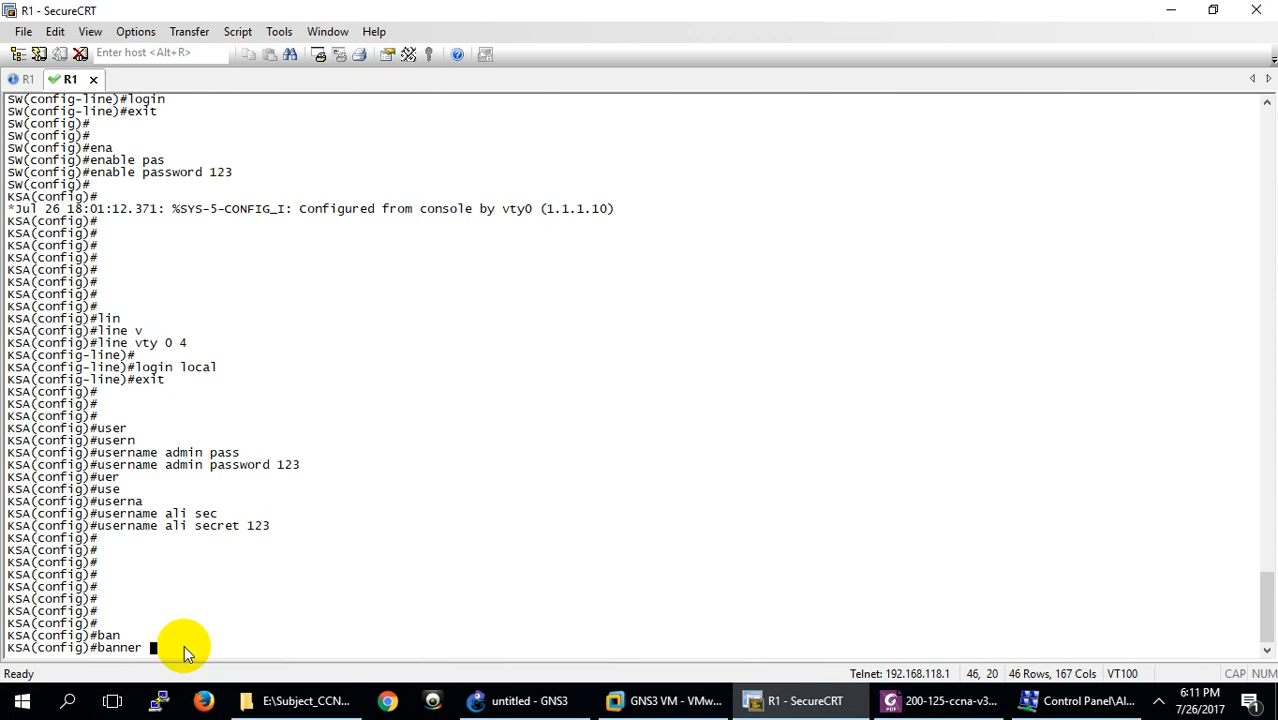 R1 - SecureCRT
File Edit View Options Transfer Script Tools Window Help
Enter host <Alt+R>
R1
R1
SW(config-line)#login
SW(config-line)#exit
SW(config)#
SW(config)#
SW(config)#ena
SW(config)#enable pas
SW(config)#enable password 123
SW(config)#
KSA(config)#
*Jul 26 18:01:12.371: %SYS-5-CONFIG_I: Configured from console by vty0 (1.1.1.10)
KSA(config)#
KSA(config)#
KSA(config)#
KSA(config)#
KSA(config)#
KSA(config)#
KSA(config)#
KSA(config)#
KSA(config)#lin
KSA(config)#line v
KSA(config)#line vty 0 4
KSA(config-line)#
KSA(config-line)#login local
KSA(config-line)#exit
KSA(config)#
KSA(config)#
KSA(config)#
KSA(config)#user
KSA(config)#usern
KSA(config)#username admin pass
KSA(config)#username admin password 123
KSA(config)#uer
KSA(config)#use
KSA(config)#userna
KSA(config)#username ali sec
KSA(config)#username ali secret 123
KSA(config)#
KSA(config)#
KSA(config)#
KSA(config)#
KSA(config)#
KSA(config)#
KSA(config)#
KSA(config)#
KSA(config)#ban
KSA(config)#banner
Ready Telnet: 192.168.118.1 46, 20 46 Rows, 167 Cols VT100 CAP NUM
E:\Subject_CCN... untitled - GNS3 GNS3 VM - VMw... R1 - SecureCRT 200-125-ccna-v3... Control Panel\Al... 6:11 PM
7/26/2017